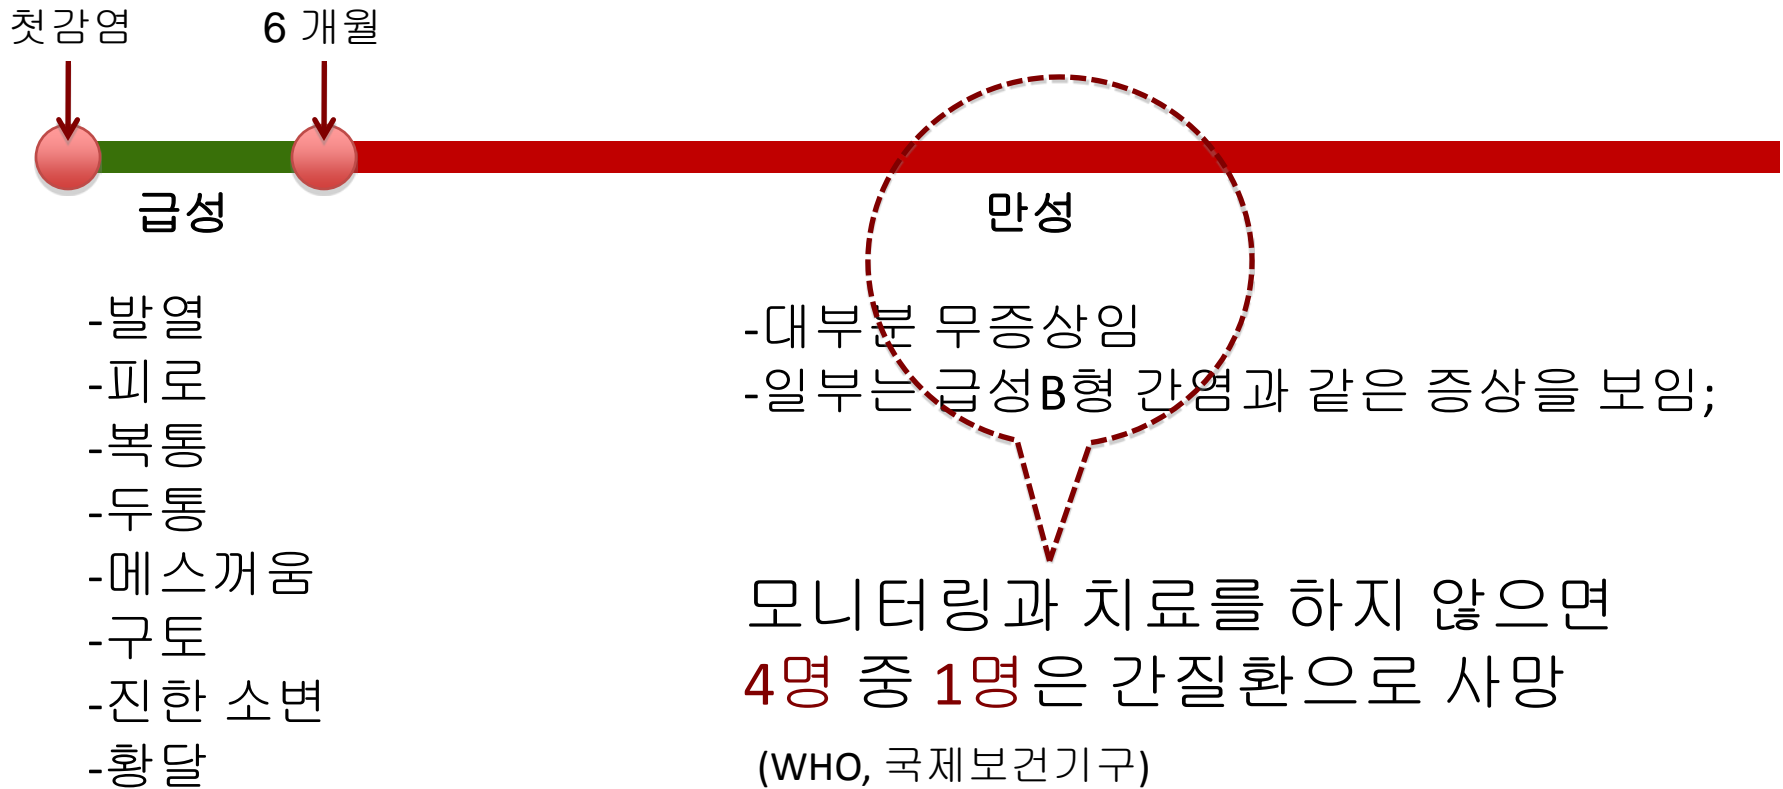 첫감염
6 개월
급성
만성
-발열
-피로
-복통
-두통
-메스꺼움
-구토
-진한 소변
-황달
-대부분 무증상임
-일부는 급성B형 간염과 같은 증상을 보임;
모니터링과 치료를 하지 않으면
4명 중 1명은 간질환으로 사망
(WHO, 국제보건기구)